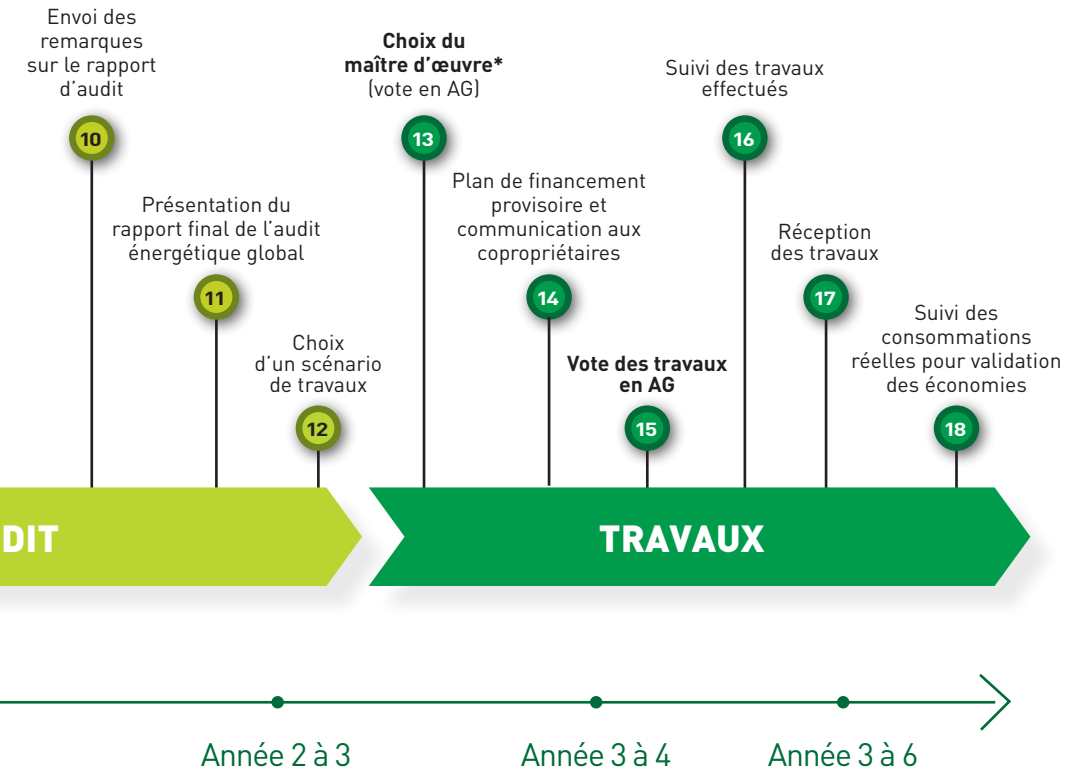 Envoi des
remarques
sur le rapport
d'audit
10
Présentation du
rapport final de l'audit
énergétique global
11
Choix
d'un scénario
de travaux
12
Choix du
maître d'œuvre*
(vote en AG)
13
Plan de financement
provisoire et
communication aux
copropriétaires
14
Vote des travaux
en AG
15
Suivi des travaux
effectués
16
Réception
des travaux
17
Suivi des
consommations
réelles pour validation
des économies
18
DIT
TRAVAUX
Année 2 à 3
Année 3 à 4
Année 3 à 6